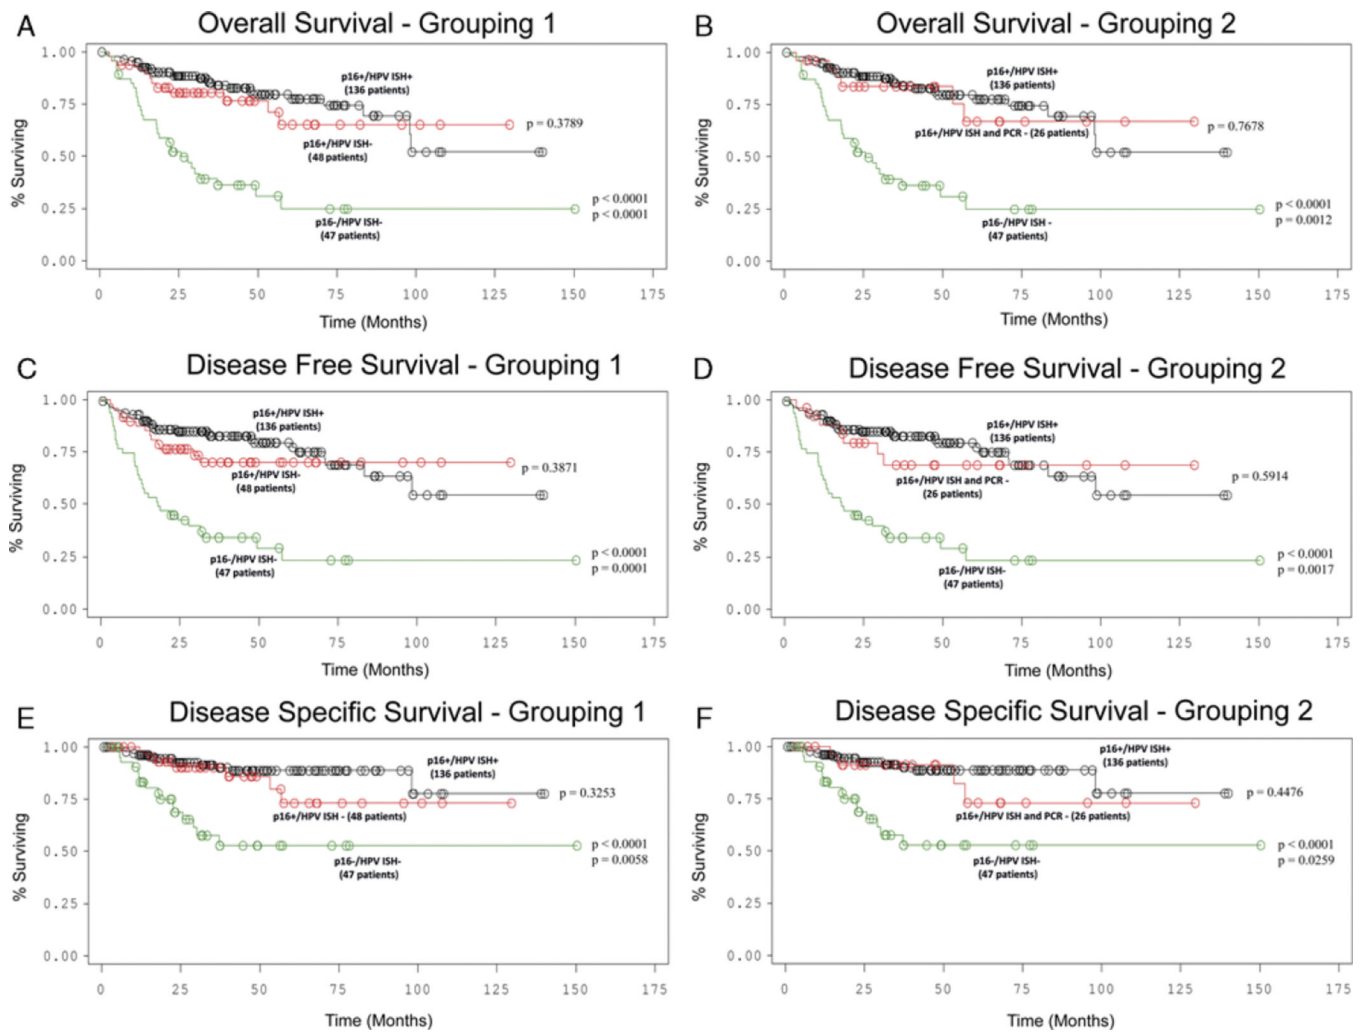 A
Overall Survival - Grouping 1
% Surviving
1.00
0.75
0.50
0.25
0.00
p16+/HPV ISH+
(136 patients)
p16+/HPV ISH-
(48 patients)
p = 0.3789
p16-/HPV ISH-
(47 patients)
p < 0.0001
p < 0.0001
0 25 50 75 100 125 150 175
Time (Months)
B
Overall Survival - Grouping 2
% Surviving
1.00
0.75
0.50
0.25
0.00
p16+/HPV ISH+
(136 patients)
p16+/HPV ISH and PCR - (26 patients)
p = 0.7678
p16-/HPV ISH -
(47 patients)
p < 0.0001
p = 0.0012
0 25 50 75 100 125 150 175
Time (Months)
C
Disease Free Survival - Grouping 1
% Surviving
1.00
0.75
0.50
0.25
0.00
p16+/HPV ISH+
(136 patients)
p16+/HPV ISH-
(48 patients)
p = 0.3871
p16-/HPV ISH-
(47 patients)
p < 0.0001
p = 0.0001
0 25 50 75 100 125 150 175
Time (Months)
D
Disease Free Survival - Grouping 2
% Surviving
1.00
0.75
0.50
0.25
0.00
p16+/HPV ISH+
(136 patients)
p16+/HPV ISH and PCR -
(26 patients)
p = 0.5914
p16-/HPV ISH-
(47 patients)
p < 0.0001
p = 0.0017
0 25 50 75 100 125 150 175
Time (Months)
E
Disease Specific Survival - Grouping 1
% Surviving
1.00
0.75
0.50
0.25
0.00
p16+/HPV ISH+
(136 patients)
p = 0.3253
p16+/HPV ISH - (48 patients)
p16-/HPV ISH-
(47 patients)
p < 0.0001
p = 0.0058
0 25 50 75 100 125 150 175
Time (Months)
F
Disease Specific Survival - Grouping 2
% Surviving
1.00
0.75
0.50
0.25
0.00
p16+/HPV ISH+
(136 patients)
p = 0.4476
p16+/HPV ISH and PCR - (26 patients)
p16-/HPV ISH-
(47 patients)
p < 0.0001
p = 0.0259
0 25 50 75 100 125 150 175
Time (Months)